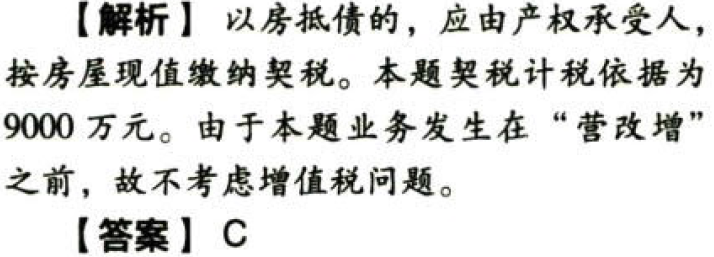 【解析】 以房抵债的，应由产权承受人，
按房屋现值缴纳契税。本题契税计税依据为
9000 万元。由于本题业务发生在“营改增”
之前，故不考虑增值税问题。
【答案】 C